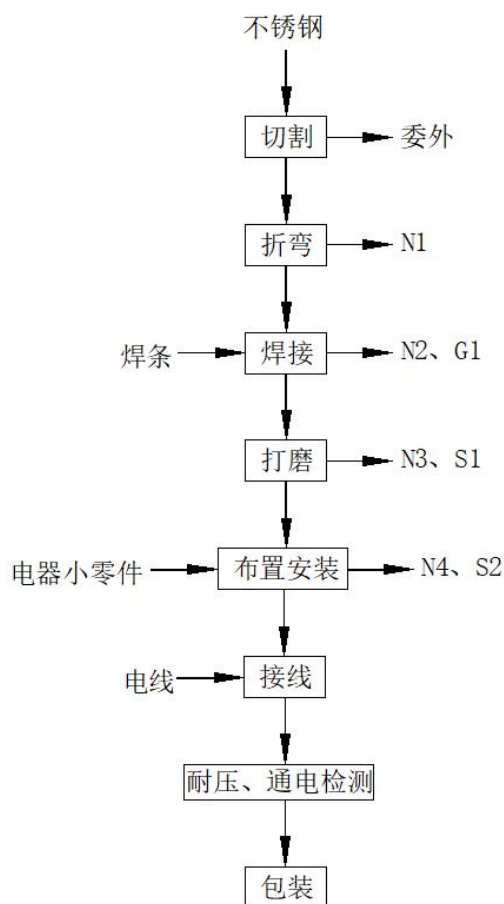 不锈钢
切割 委外
折弯 N1
焊条 焊接 N2、G1
打磨 N3、S1
电器小零件 布置安装 N4、S2
电线 接线
耐压、通电检测
包装